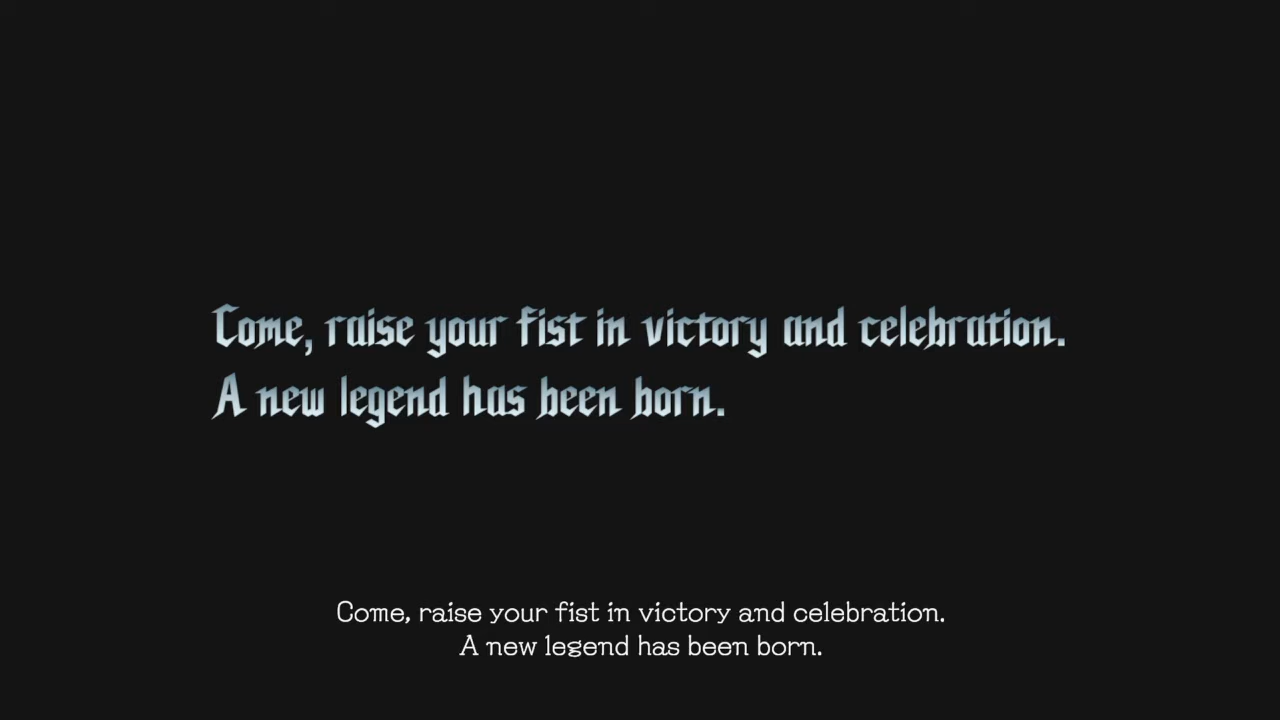 Come, raise your fist in victory and celebration.
A new legend has been born.
Come, raise your fist in victory and celebration.
A new legend has been born.